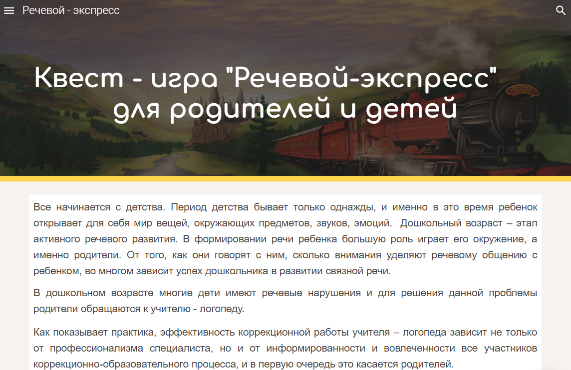 Речевой - экспресс
Квест - игра "Речевой-экспресс"
для родителей и детей
Все начинается с детства. Период детства бывает только однажды, и именно в это время ребенок
открывает для себя мир вещей, окружающих предметов, звуков, эмоций. Дошкольный возраст – этап
активного речевого развития. В формировании речи ребенка большую роль играет его окружение, а
именно родители. От того, как они говорят с ним, сколько внимания уделяют речевому общению с
ребенком, во многом зависит успех дошкольника в развитии связной речи.
В дошкольном возрасте многие дети имеют речевые нарушения и для решения данной проблемы
родители обращаются к учителю - логопеду.
Как показывает практика, эффективность коррекционной работы учителя – логопеда зависит не только
от профессионализма специалиста, но и от информированности и вовлеченности все участников
коррекционно-образовательного процесса, и в первую очередь это касается родителей.